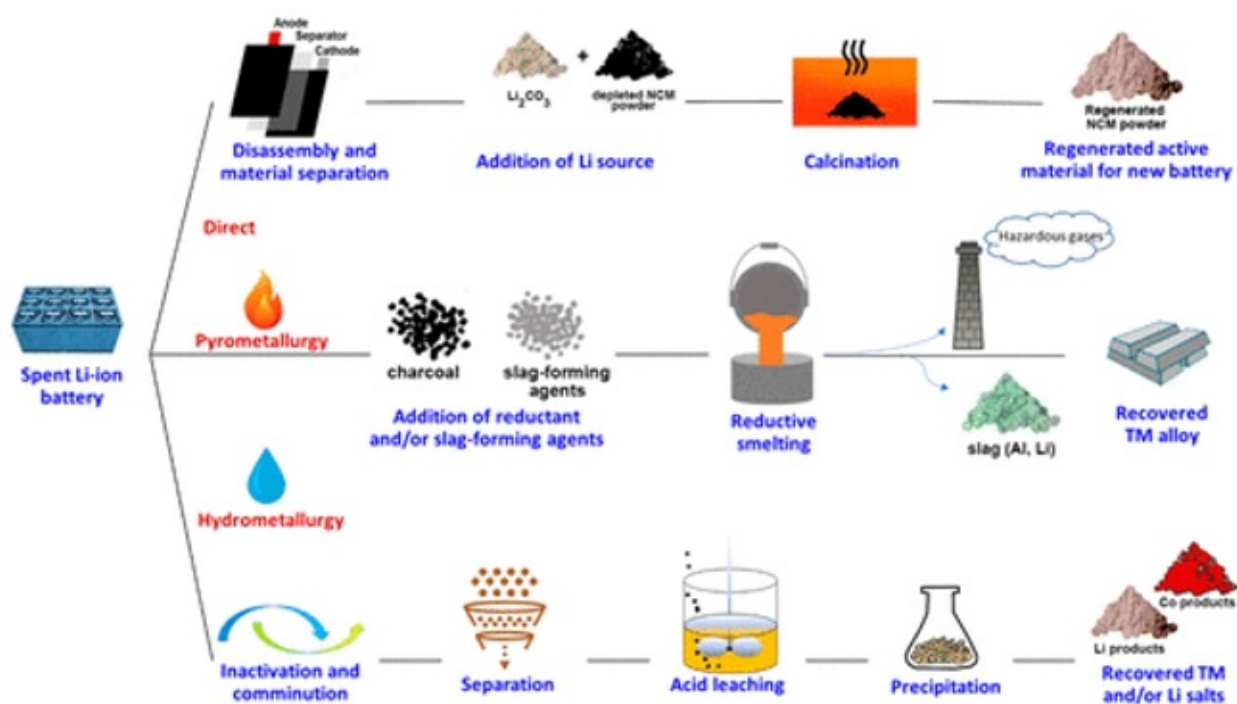 Anode
Separator
Cathode
Disassembly and
material separation
Li2CO3
+
depleted NCM
powder
Addition of Li source
Calcination
Regenerated
NCM powder
Regenerated active
material for new battery
Direct
Spent Li-ion
battery
Pyrometallurgy
charcoal
slag-forming
agents
Addition of reductant
and/or slag-forming agents
Reductive
smelting
Hazardous gases
slag (Al, Li)
Recovered
TM alloy
Hydrometallurgy
Inactivation and
comminution
Separation
Acid leaching
Precipitation
Co products
Li products
Recovered TM
and/or Li salts